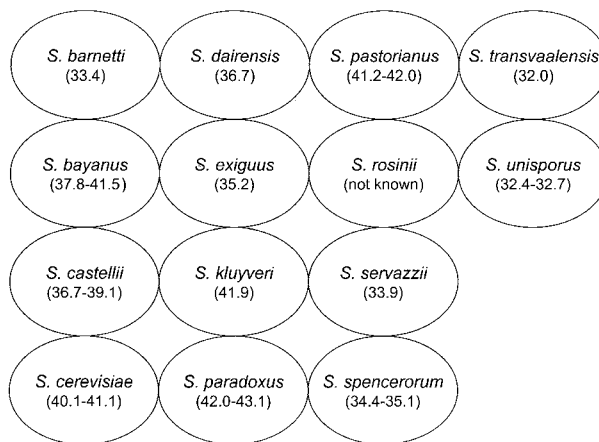 S. barnetti
(33.4)
S. dairensis
(36.7)
S. pastorianus
(41.2-42.0)
S. transvaalensis
(32.0)
S. bayanus
(37.8-41.5)
S. exiguus
(35.2)
S. rosinii
(not known)
S. unisporus
(32.4-32.7)
S. castellii
(36.7-39.1)
S. kluyveri
(41.9)
S. servazzii
(33.9)
S. cerevisiae
(40.1-41.1)
S. paradoxus
(42.0-43.1)
S. spencerorum
(34.4-35.1)